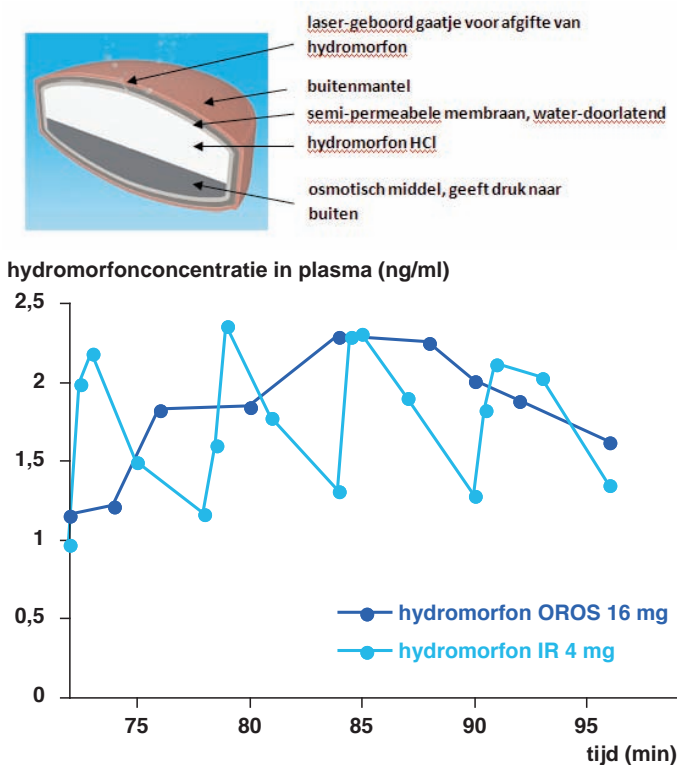 laser-geboord gaatje voor afgifte van
hydromorfon
buitenmantel
semi-permeabele membraan, water-doorlatend
hydromorfon HCl
osmotisch middel, geeft druk naar
buiten
hydromorfonconcentratie in plasma (ng/ml)
2,5
2
1,5
1
0,5
0
hydromorfon OROS 16 mg
hydromorfon IR 4 mg
75 80 85 90 95
tijd (min)